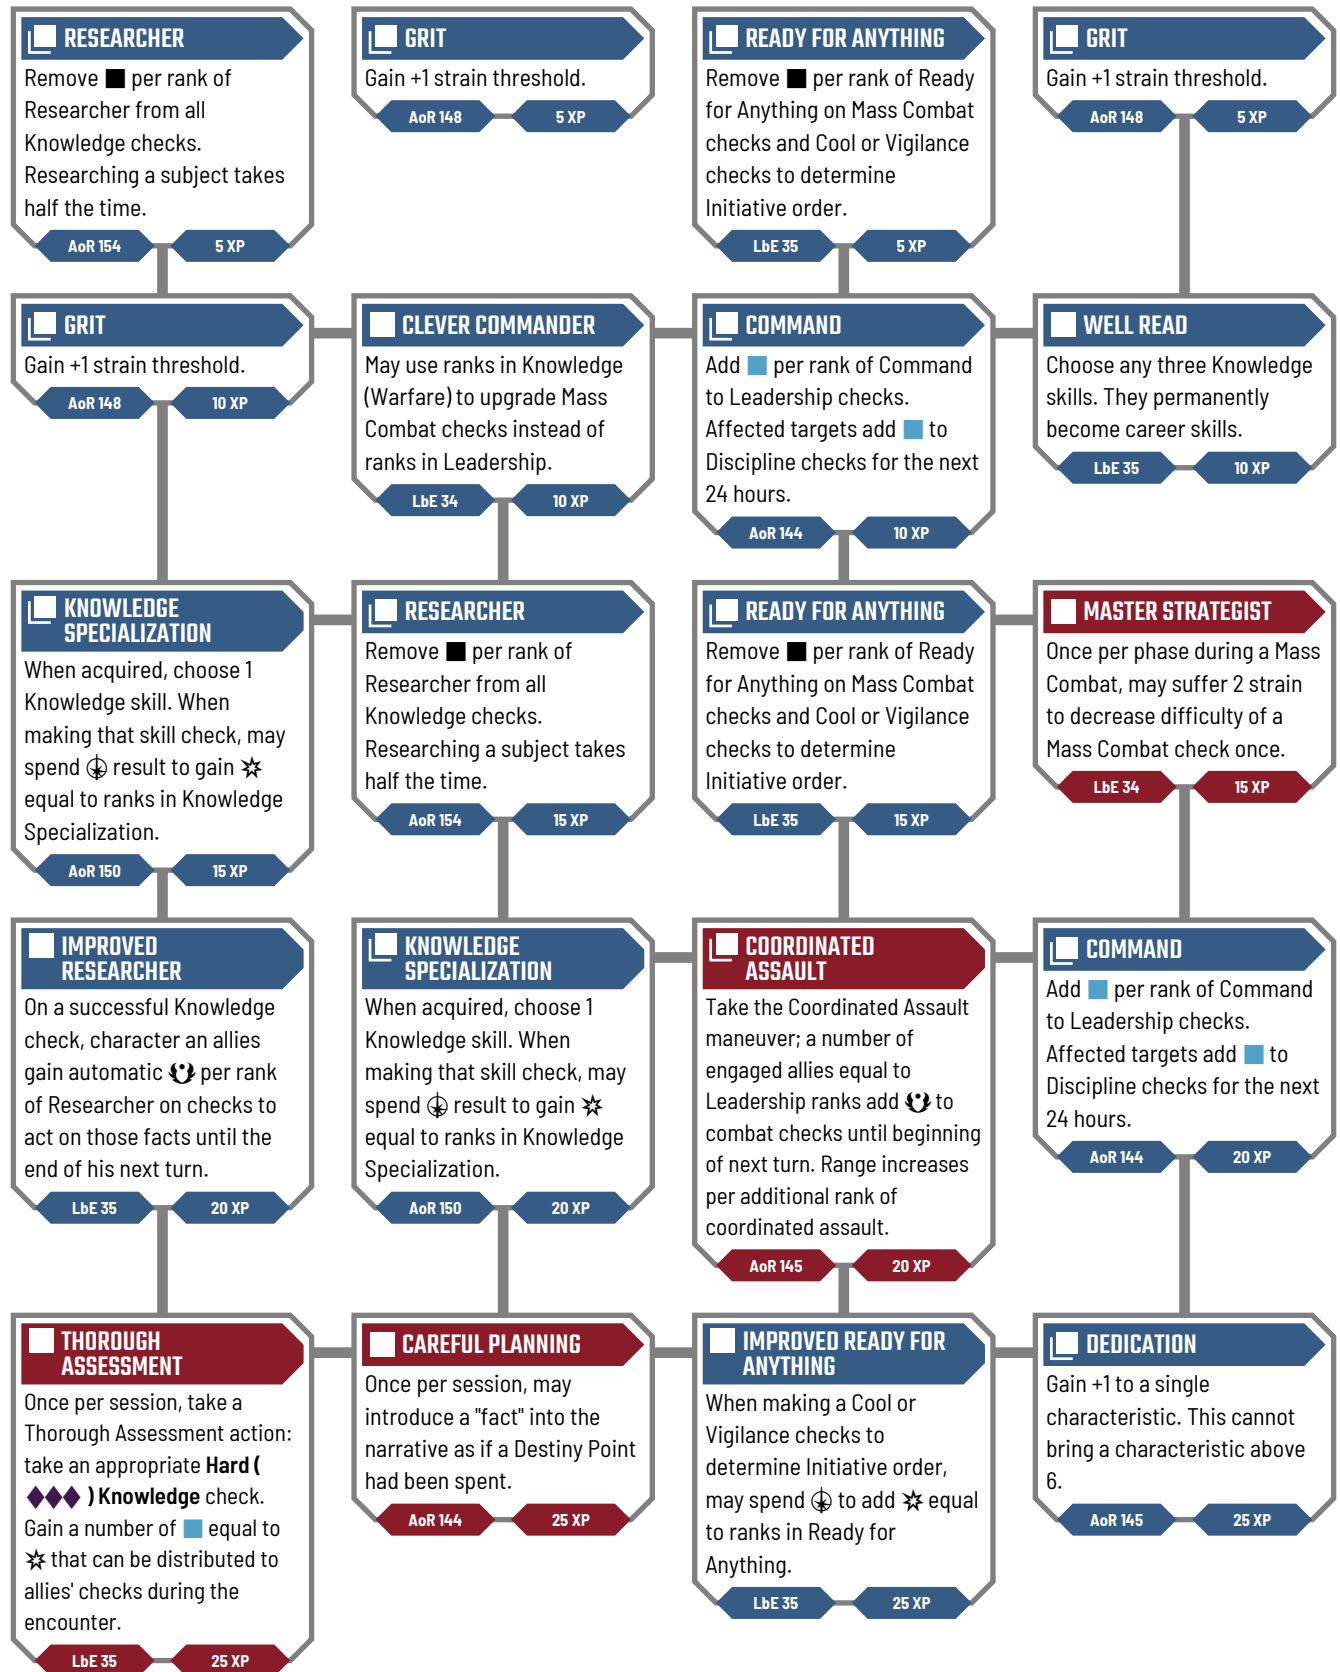 RESEARCHER
Remove per rank of
Researcher from all
Knowledge checks.
Researching a subject takes
half the time.
AoR 154
5 XP
GRIT
Gain +1 strain threshold.
AoR 148
5 XP
READY FOR ANYTHING
Remove per rank of Ready
for Anything on Mass Combat
checks and Cool or Vigilance
checks to determine
Initiative order.
LbE 35
5 XP
GRIT
Gain +1 strain threshold.
AoR 148
5 XP
GRIT
Gain +1 strain threshold.
AoR 148
10 XP
CLEVER COMMANDER
May use ranks in Knowledge
(Warfare) to upgrade Mass
Combat checks instead of
ranks in Leadership.
LbE 34
10 XP
COMMAND
Add per rank of Command
to Leadership checks.
Affected targets add to
Discipline checks for the next
24 hours.
AoR 144
10 XP
WELL READ
Choose any three Knowledge
skills. They permanently
become career skills.
LbE 35
10 XP
KNOWLEDGE
SPECIALIZATION
When acquired, choose 1
Knowledge skill. When
making that skill check, may
spend result to gain
equal to ranks in Knowledge
Specialization.
AoR 150
15 XP
RESEARCHER
Remove per rank of
Researcher from all
Knowledge checks.
Researching a subject takes
half the time.
AoR 154
15 XP
READY FOR ANYTHING
Remove per rank of Ready
for Anything on Mass Combat
checks and Cool or Vigilance
checks to determine
Initiative order.
LbE 35
15 XP
MASTER STRATEGIST
Once per phase during a Mass
Combat, may suffer 2 strain
to decrease difficulty of a
Mass Combat check once.
LbE 34
15 XP
IMPROVED
RESEARCHER
On a successful Knowledge
check, character an allies
gain automatic per rank
of Researcher on checks to
act on those facts until the
end of his next turn.
LbE 35
20 XP
KNOWLEDGE
SPECIALIZATION
When acquired, choose 1
Knowledge skill. When
making that skill check, may
spend result to gain
equal to ranks in Knowledge
Specialization.
AoR 150
20 XP
COORDINATED
ASSAULT
Take the Coordinated Assault
maneuver; a number of
engaged allies equal to
Leadership ranks add to
combat checks until beginning
of next turn. Range increases
per additional rank of
coordinated assault.
AoR 145
20 XP
COMMAND
Add per rank of Command
to Leadership checks.
Affected targets add to
Discipline checks for the next
24 hours.
AoR 144
20 XP
THOROUGH
ASSESSMENT
Once per session, take a
Thorough Assessment action:
take an appropriate Hard (
◆◆◆ ) Knowledge check.
Gain a number of equal to
that can be distributed to
allies' checks during the
encounter.
LbE 35
25 XP
CAREFUL PLANNING
Once per session, may
introduce a "fact" into the
narrative as if a Destiny Point
had been spent.
AoR 144
25 XP
IMPROVED READY FOR
ANYTHING
When making a Cool or
Vigilance checks to
determine Initiative order,
may spend to add equal
to ranks in Ready for
Anything.
LbE 35
25 XP
DEDICATION
Gain +1 to a single
characteristic. This cannot
bring a characteristic above
6.
AoR 145
25 XP